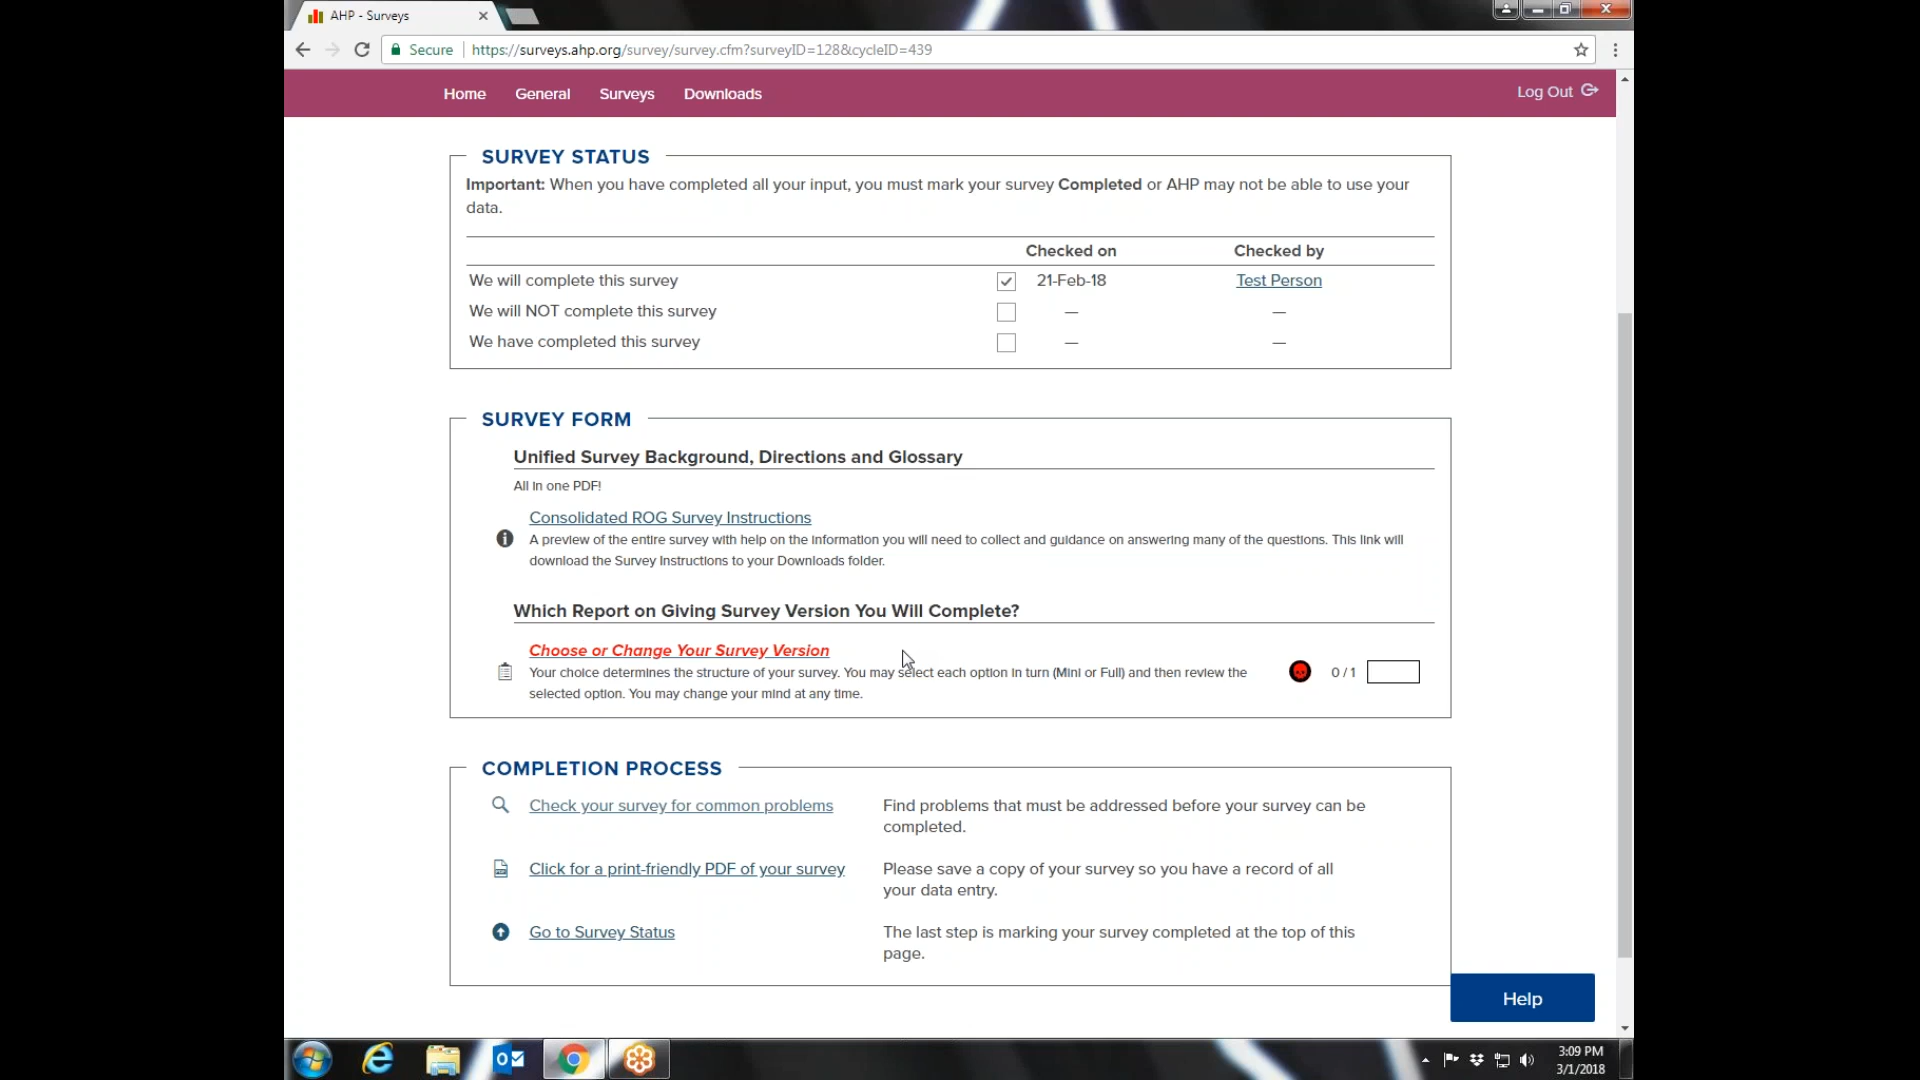 AHP - Surveys
Secure https://surveys.ahp.org/survey/survey.cfm?surveyID=128&cycleID=439
Home General Surveys Downloads Log Out
SURVEY STATUS
Important: When you have completed all your input, you must mark your survey Completed or AHP may not be able to use your
data.
Checked on Checked by
We will complete this survey 21-Feb-18 Test Person
We will NOT complete this survey — —
We have completed this survey — —
SURVEY FORM
Unified Survey Background, Directions and Glossary
All in one PDF!
Consolidated ROG Survey Instructions
A preview of the entire survey with help on the information you will need to collect and guidance on answering many of the questions. This link will
download the Survey Instructions to your Downloads folder.
Which Report on Giving Survey Version You Will Complete?
Choose or Change Your Survey Version
Your choice determines the structure of your survey. You may select each option in turn (Mini or Full) and then review the
selected option. You may change your mind at any time.
0 / 1
COMPLETION PROCESS
Check your survey for common problems Find problems that must be addressed before your survey can be
completed.
Click for a print-friendly PDF of your survey Please save a copy of your survey so you have a record of all
your data entry.
Go to Survey Status The last step is marking your survey completed at the top of this
page.
Help
3:09 PM
3/1/2018